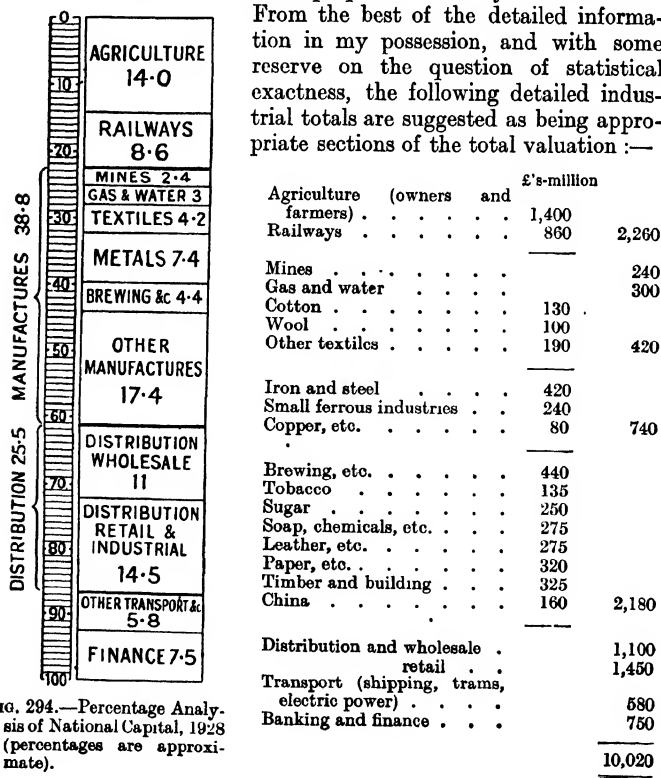 From the best of the detailed informa-
tion in my possession, and with some
reserve on the question of statistical
exactness, the following detailed indus-
trial totals are suggested as being appro-
priate sections of the total valuation :—
0
10
20
30
40
50
60
70
80
90
100
MANUFACTURES 38·8
DISTRIBUTION 25·5
AGRICULTURE
14·0
RAILWAYS
8·6
MINES 2·4
GAS & WATER 3
TEXTILES 4·2
METALS 7·4
BREWING &c 4·4
OTHER
MANUFACTURES
17·4
DISTRIBUTION
WHOLESALE
11
DISTRIBUTION
RETAIL &
INDUSTRIAL
14·5
OTHER TRANSPORT &c
5·8
FINANCE 7·5
IG. 294.—Percentage Analy-
sis of National Capital, 1928
(percentages are approxi-
mate).
£'s-million
Agriculture (owners and
farmers) . . . . . . 1,400
Railways . . . . . . 860 2,260
Mines . . . . . . 240
Gas and water . . . . 300
Cotton . . . . . . 130
Wool . . . . . . 100
Other textiles . . . . . 190 420
Iron and steel . . . . 420
Small ferrous industries . . 240
Copper, etc. . . . . . 80 740
Brewing, etc. . . . . . 440
Tobacco . . . . . 135
Sugar . . . . . . 250
Soap, chemicals, etc. . . . 275
Leather, etc. . . . . . 275
Paper, etc. . . . . . 320
Timber and building . . . 325
China . . . . . . 160 2,180
Distribution and wholesale . 1,100
retail . . 1,450
Transport (shipping, trams,
electric power) . . . . 580
Banking and finance . . . 750
10,020